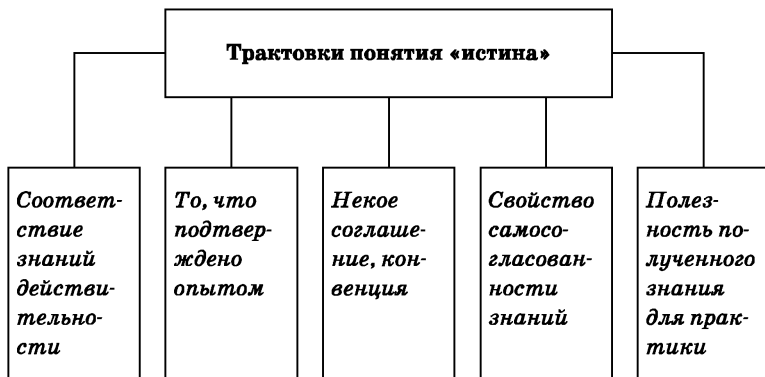 Трактовки понятия «истина»
Соответ-
ствие
знаний
действи-
тельно-
сти
То, что
подтвер-
ждено
опытом
Некое
соглаше-
ние, кон-
венция
Свойство
самосо-
гласован-
ности
знаний
Полез-
ность по-
лученного
знания
для прак-
тики